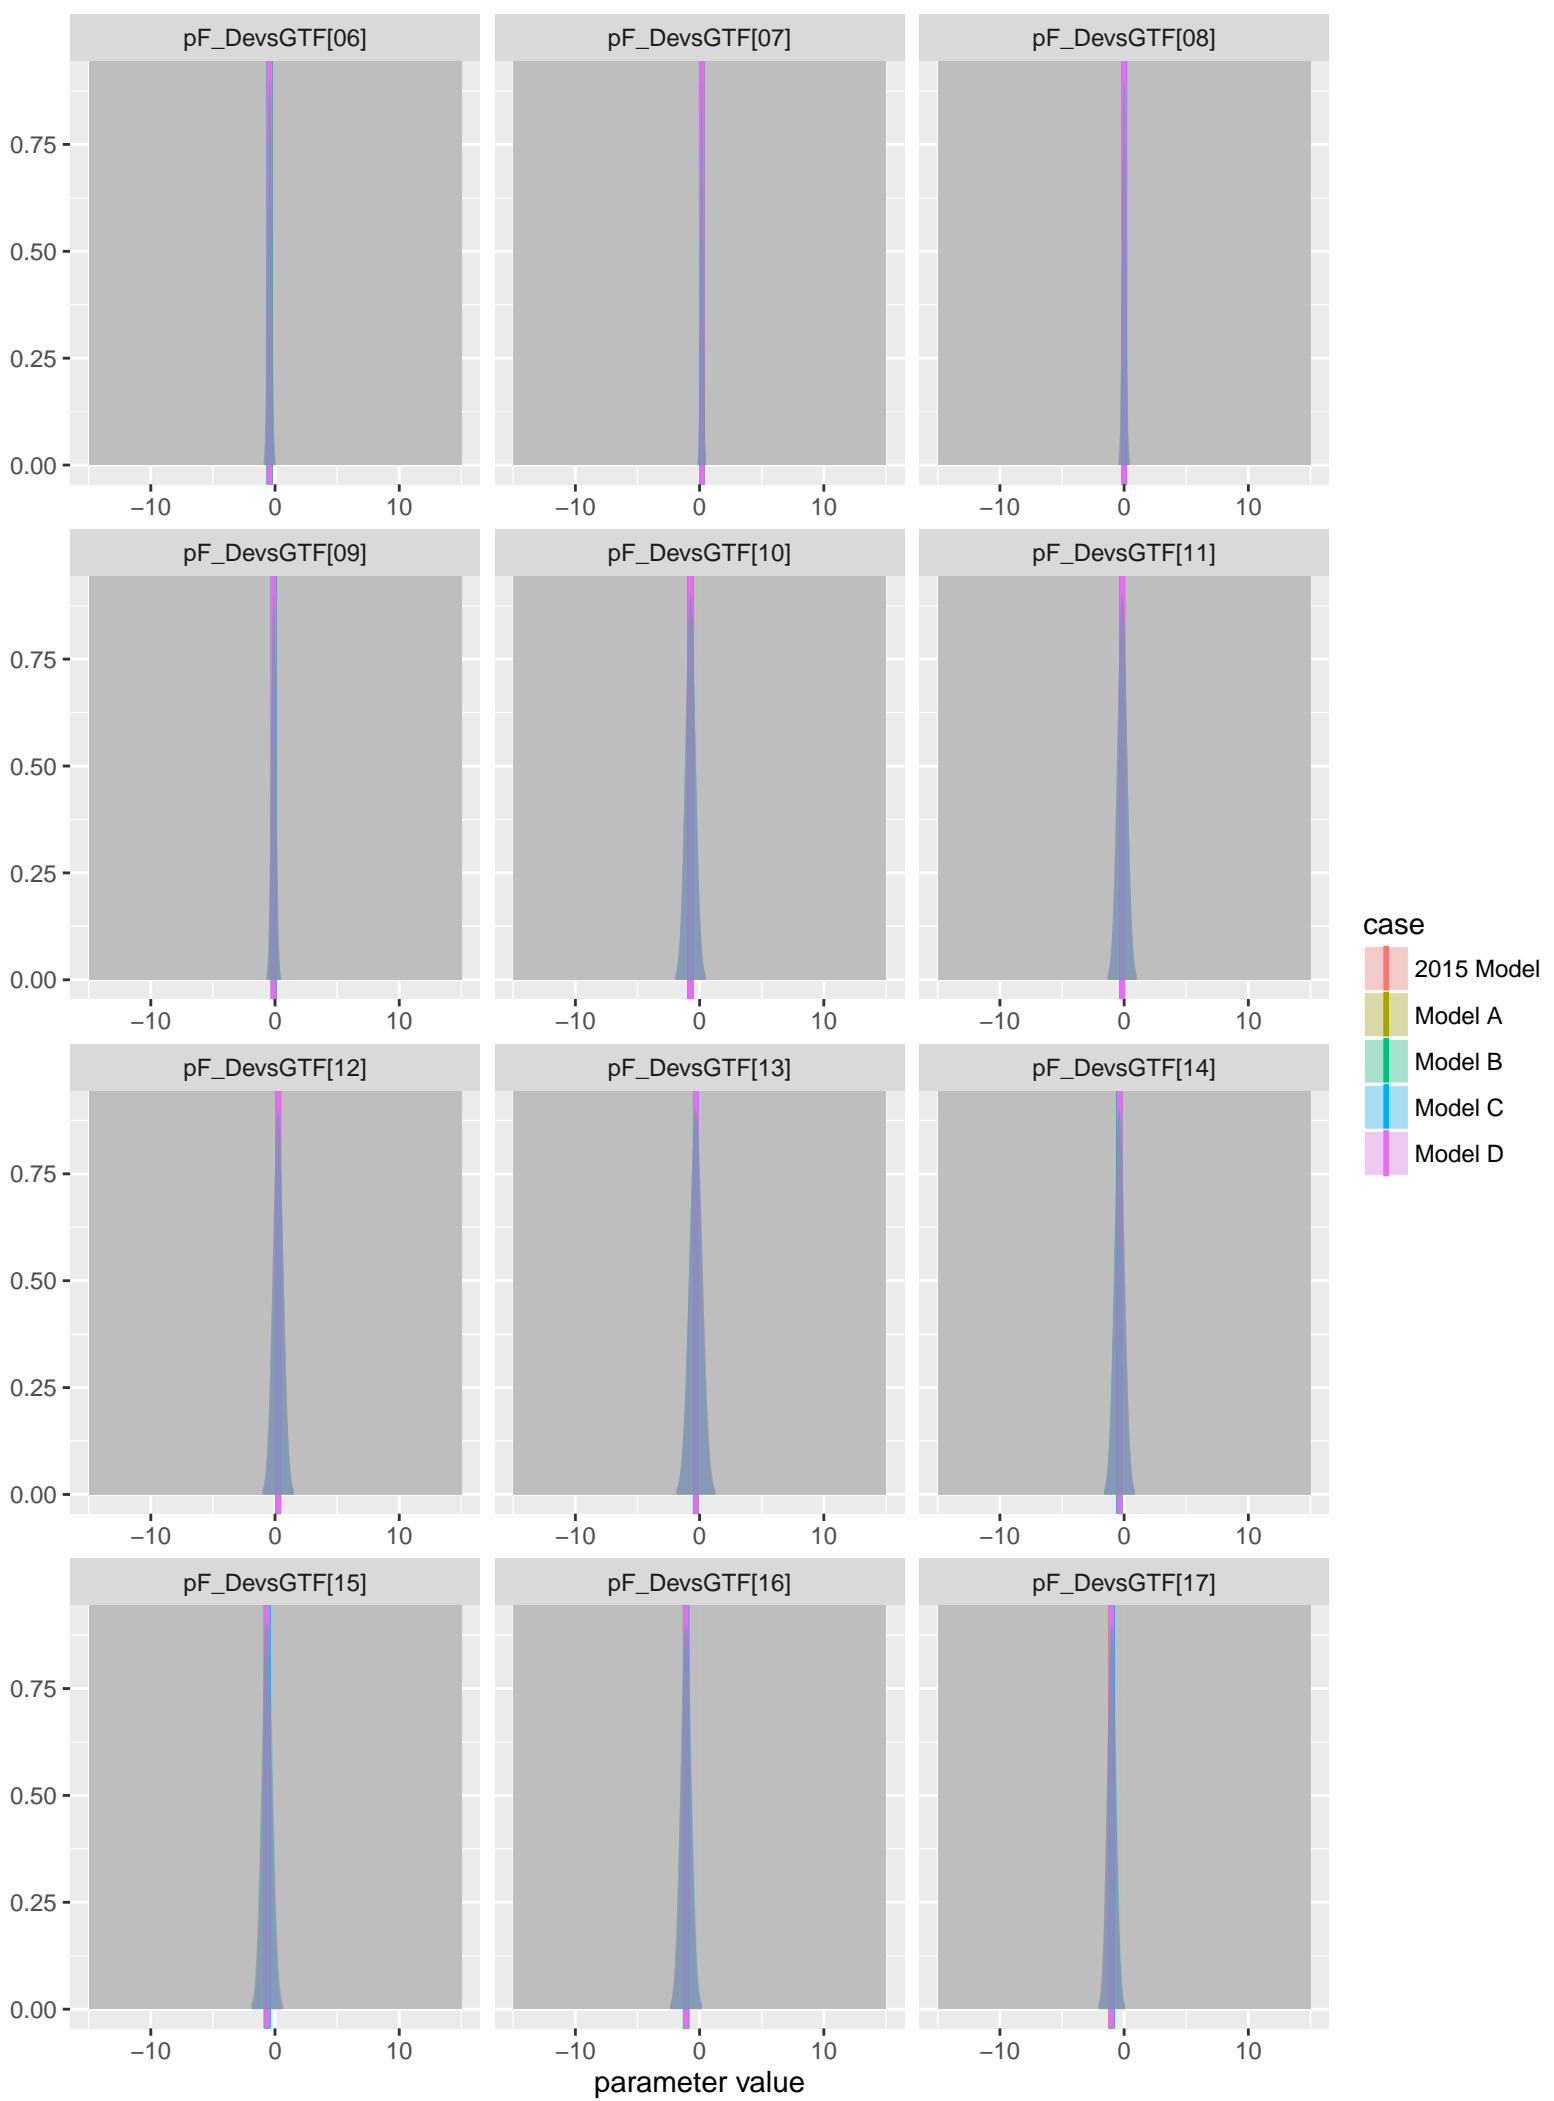 pF_DevsGTF[06] pF_DevsGTF[07] pF_DevsGTF[08]
0.75
0.50
0.25
0.00
−10 0 10 −10 0 10 −10 0 10
pF_DevsGTF[09] pF_DevsGTF[10] pF_DevsGTF[11]
0.75
0.50
0.25
0.00
−10 0 10 −10 0 10 −10 0 10
pF_DevsGTF[12] pF_DevsGTF[13] pF_DevsGTF[14]
0.75
0.50
0.25
0.00
−10 0 10 −10 0 10 −10 0 10
pF_DevsGTF[15] pF_DevsGTF[16] pF_DevsGTF[17]
0.75
0.50
0.25
0.00
−10 0 10 −10 0 10 −10 0 10
parameter value
case
2015 Model
Model A
Model B
Model C
Model D